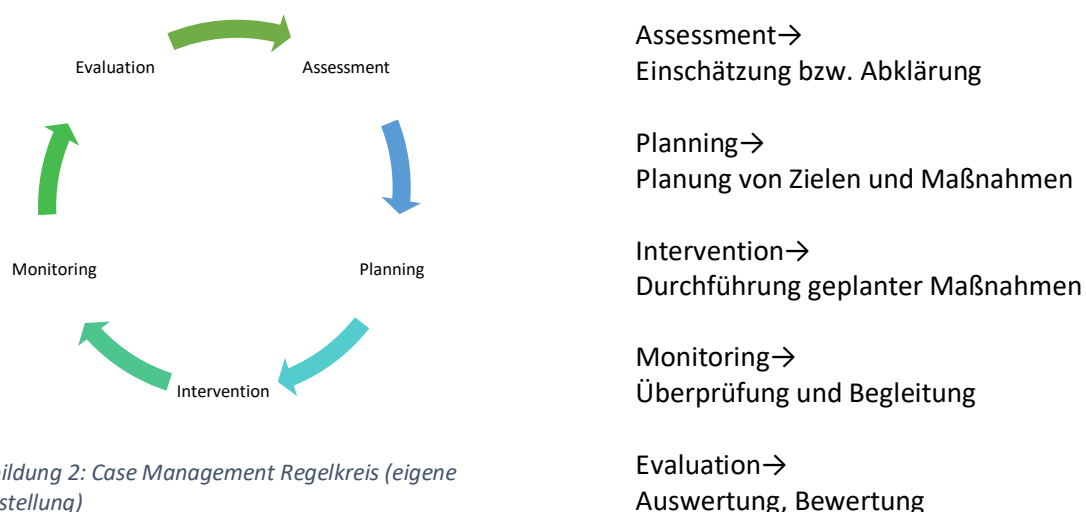 Evaluation
Assessment
Monitoring
Planning
Intervention
bildung 2: Case Management Regelkreis (eigene
stellung)
Assessment→
Einschätzung bzw. Abklärung
Planning→
Planung von Zielen und Maßnahmen
Intervention→
Durchführung geplanter Maßnahmen
Monitoring→
Überprüfung und Begleitung
Evaluation→
Auswertung, Bewertung